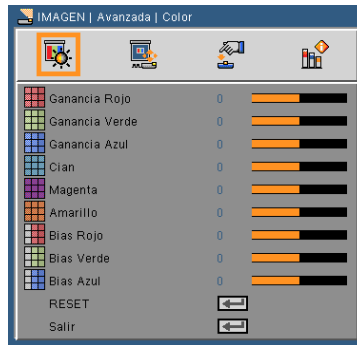 IMAGEN | Avanzada | Color
Ganancia Rojo 0
Ganancia Verde 0
Ganancia Azul 0
Cian 0
Magenta 0
Amarillo 0
Bias Rojo 0
Bias Verde 0
Bias Azul 0
RESET
Salir